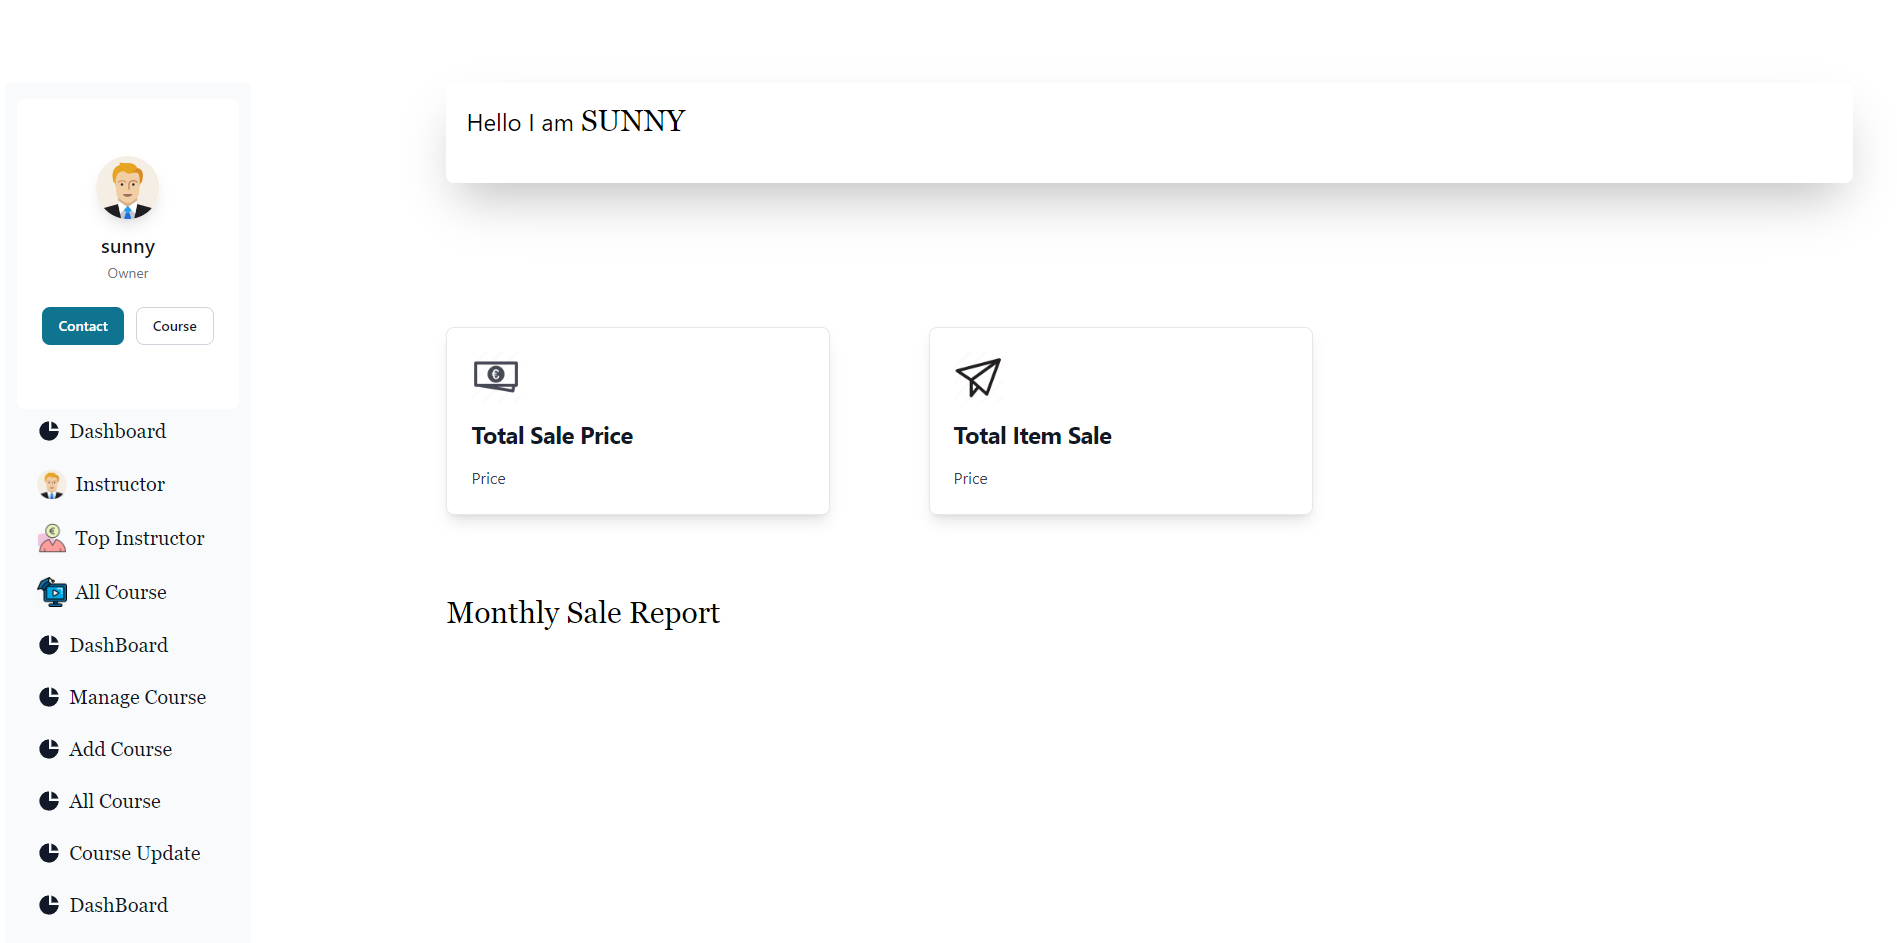 sunny
Owner
Contact Course
Dashboard
Instructor
Top Instructor
All Course
DashBoard
Manage Course
Add Course
All Course
Course Update
DashBoard
Hello I am SUNNY
Total Sale Price
Price
Total Item Sale
Price
Monthly Sale Report